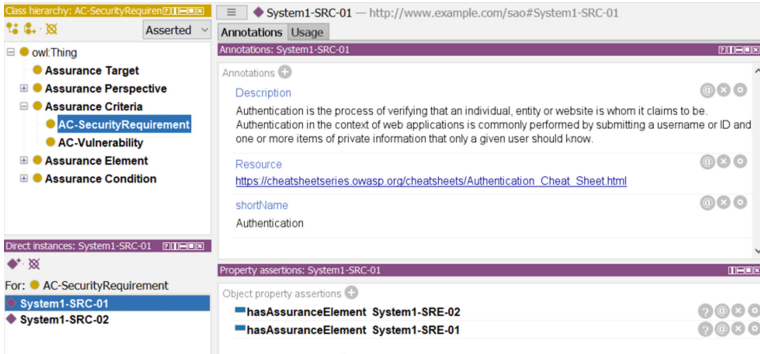 Class hierarchy: AC-SecurityRequiren
Asserted
owl:Thing
Assurance Target
Assurance Perspective
Assurance Criteria
AC-SecurityRequirement
AC-Vulnerability
Assurance Element
Assurance Condition
Direct instances: System1-SRC-01
For: AC-SecurityRequirement
System1-SRC-01
System1-SRC-02
System1-SRC-01 — http://www.example.com/sao#System1-SRC-01
Annotations Usage
Annotations: System1-SRC-01
Annotations
Description
Authentication is the process of verifying that an individual, entity or website is whom it claims to be.
Authentication in the context of web applications is commonly performed by submitting a username or ID and
one or more items of private information that only a given user should know.
Resource
https://cheatsheetseries.owasp.org/cheatsheets/Authentication_Cheat_Sheet.html
shortName
Authentication
Property assertions: System1-SRC-01
Object property assertions
hasAssuranceElement System1-SRE-02
hasAssuranceElement System1-SRE-01